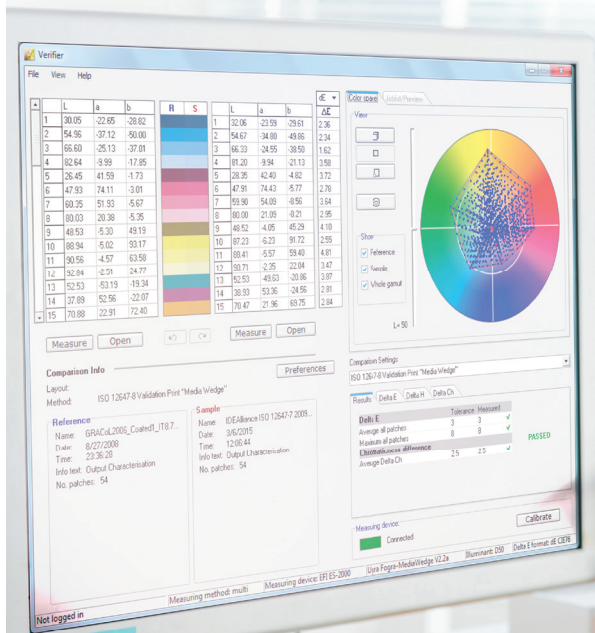 Verifier
File View Help
L a b R S L a b dE
ΔE
1 30.05 -22.65 -28.82 1 32.06 -23.59 -29.61 2.36
2 54.96 -37.12 -50.00 2 54.67 -34.80 -49.86 2.34
3 66.60 -25.13 -37.01 3 66.33 -24.55 -38.50 1.62
4 82.64 -9.99 -17.85 4 81.20 -9.94 -21.13 3.58
5 26.45 41.59 -1.73 5 28.35 42.40 -4.82 3.72
6 47.93 74.11 -3.01 6 47.91 74.43 -5.77 2.78
7 60.35 51.93 -5.67 7 59.90 54.09 -8.56 3.64
8 80.03 20.38 -5.35 8 80.00 21.09 -8.21 2.95
9 48.53 -5.30 49.19 9 48.52 -4.05 45.29 4.10
10 88.94 -5.02 93.17 10 87.23 -6.23 91.72 2.55
11 90.56 -4.57 63.58 11 88.41 -5.57 59.40 4.81
12 92.84 -2.51 24.77 12 90.71 -2.35 22.04 3.47
13 52.53 -53.19 -19.34 13 52.53 -49.63 -20.86 3.87
14 37.89 52.56 -22.07 14 38.93 53.36 -24.56 2.81
15 70.88 22.91 72.40 15 70.47 21.96 69.75 2.84
Measure Open Measure Open
Comparison Info Preferences
Layout:
Method: ISO 12647-8 Validation Print "Media Wedge"
Reference
Name: GRACoL2006_Coated1_iT8.7...
Date: 8/27/2008
Time: 23:36:28
Info text: Output Characterisation
No. patches: 54
Sample
Name: IDEAlliance ISO 12647-7 2009...
Date: 3/6/2015
Time: 12:06:44
Info text: Output Characterisation
No. patches: 54
Color space Joblist/Preview
View
Show
Reference
Sample
Whole gamut
L= 50
Comparison Settings
ISO 12647-8 Validation Print "Media Wedge"
Results Delta E Delta H Delta Ch
Delta E Tolerance Measured
Average all patches 3 3
Maximum all patches 8 8
Chromaticness difference
Average Delta Ch 2.5 2.5
PASSED
Measuring device:
Connected
Calibrate
Not logged in Measuring method: multi Measuring device: EFI ES-2000 Ugra Fogra-MediaWedge V2.2a Illuminant: D50 Delta E format: dE CIE76